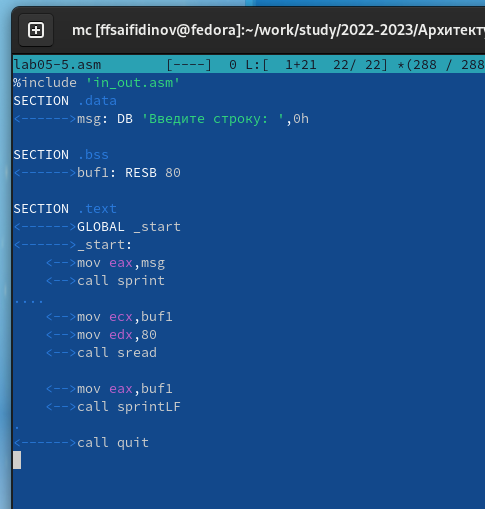 mc [ffsaifidinov@fedora]:~/work/study/2022-2023/Архитекту
lab05-5.asm [----] 0 L:[ 1+21 22/ 22] *(288 / 288
%include 'in_out.asm'
SECTION .data
<------>msg: DB 'Введите строку: ',0h
SECTION .bss
<------>buf1: RESB 80
SECTION .text
<------>GLOBAL _start
<------>_start:
<-->mov eax,msg
<-->call sprint
....
<-->mov ecx,buf1
<-->mov edx,80
<-->call sread
<-->mov eax,buf1
<-->call sprintLF
.
<------>call quit